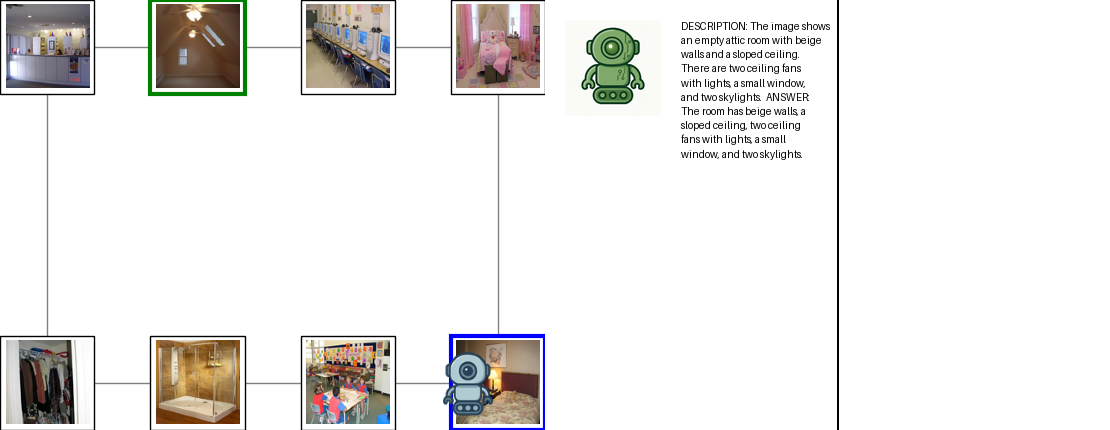 DESCRIPTION: The image shows
an empty attic room with beige
walls and a sloped ceiling.
There are two ceiling fans
with lights, a small window,
and two skylights. ANSWER:
The room has beige walls, a
sloped ceiling, two ceiling
fans with lights, a small
window, and two skylights.